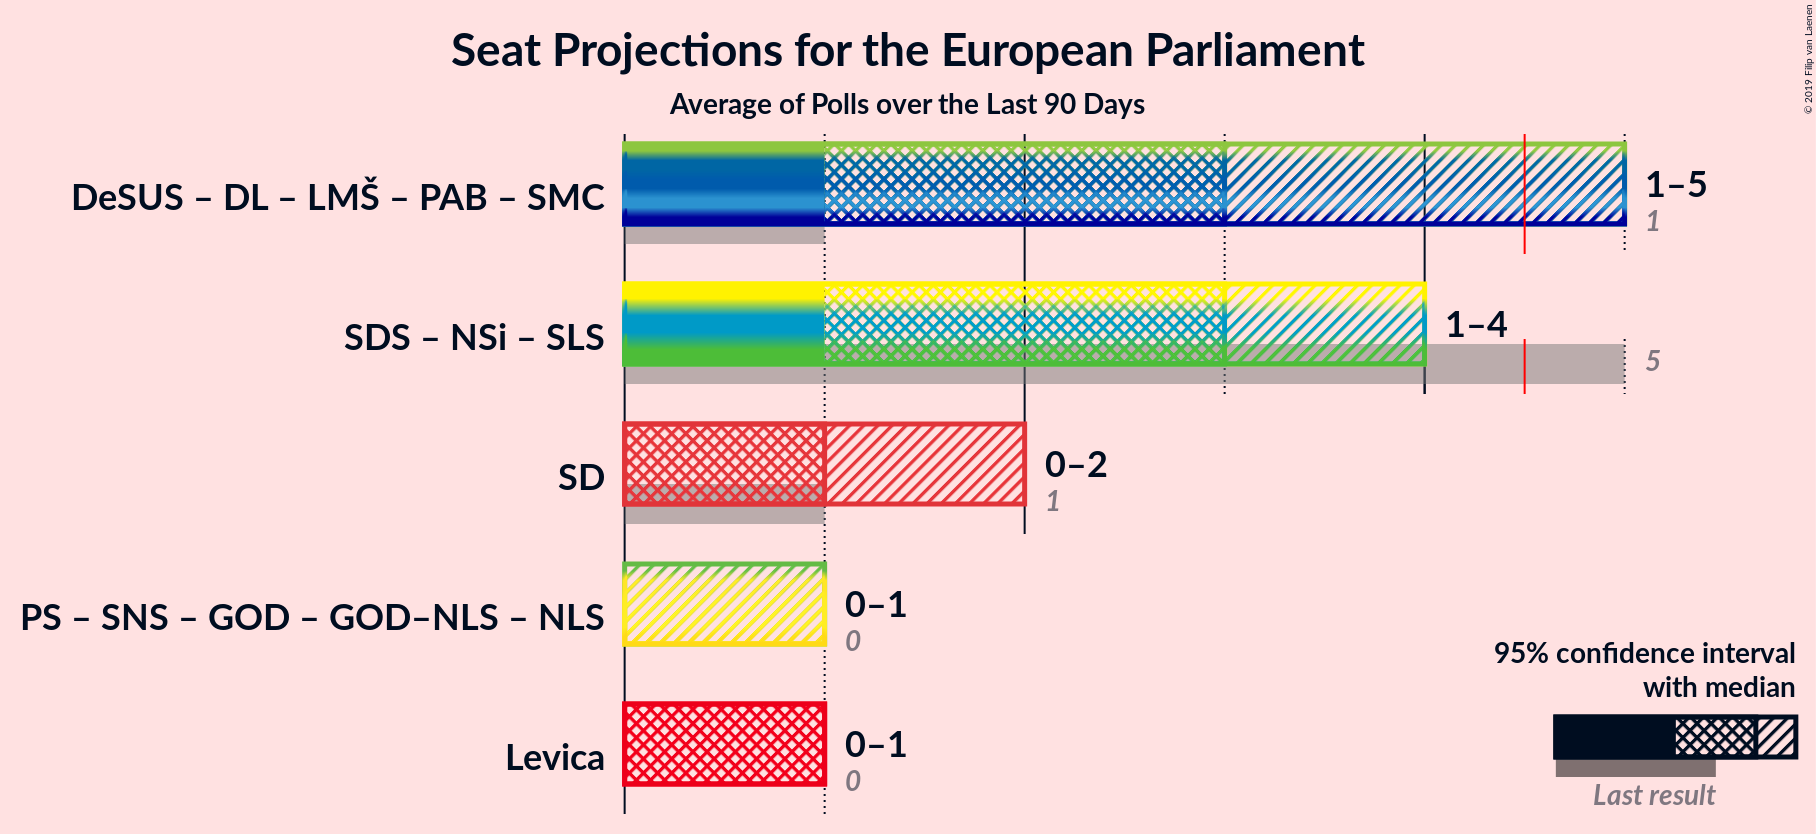 Seat Projections for the European Parliament
Average of Polls over the Last 90 Days
© 2019 Filip van Laenen
DeSUS – DL – LMŠ – PAB – SMC
1–5
1
SDS – NSi – SLS
1–4
5
SD
0–2
1
PS – SNS – GOD – GOD–NLS – NLS
0–1
0
Levica
0–1
0
95% confidence interval
with median
Last result